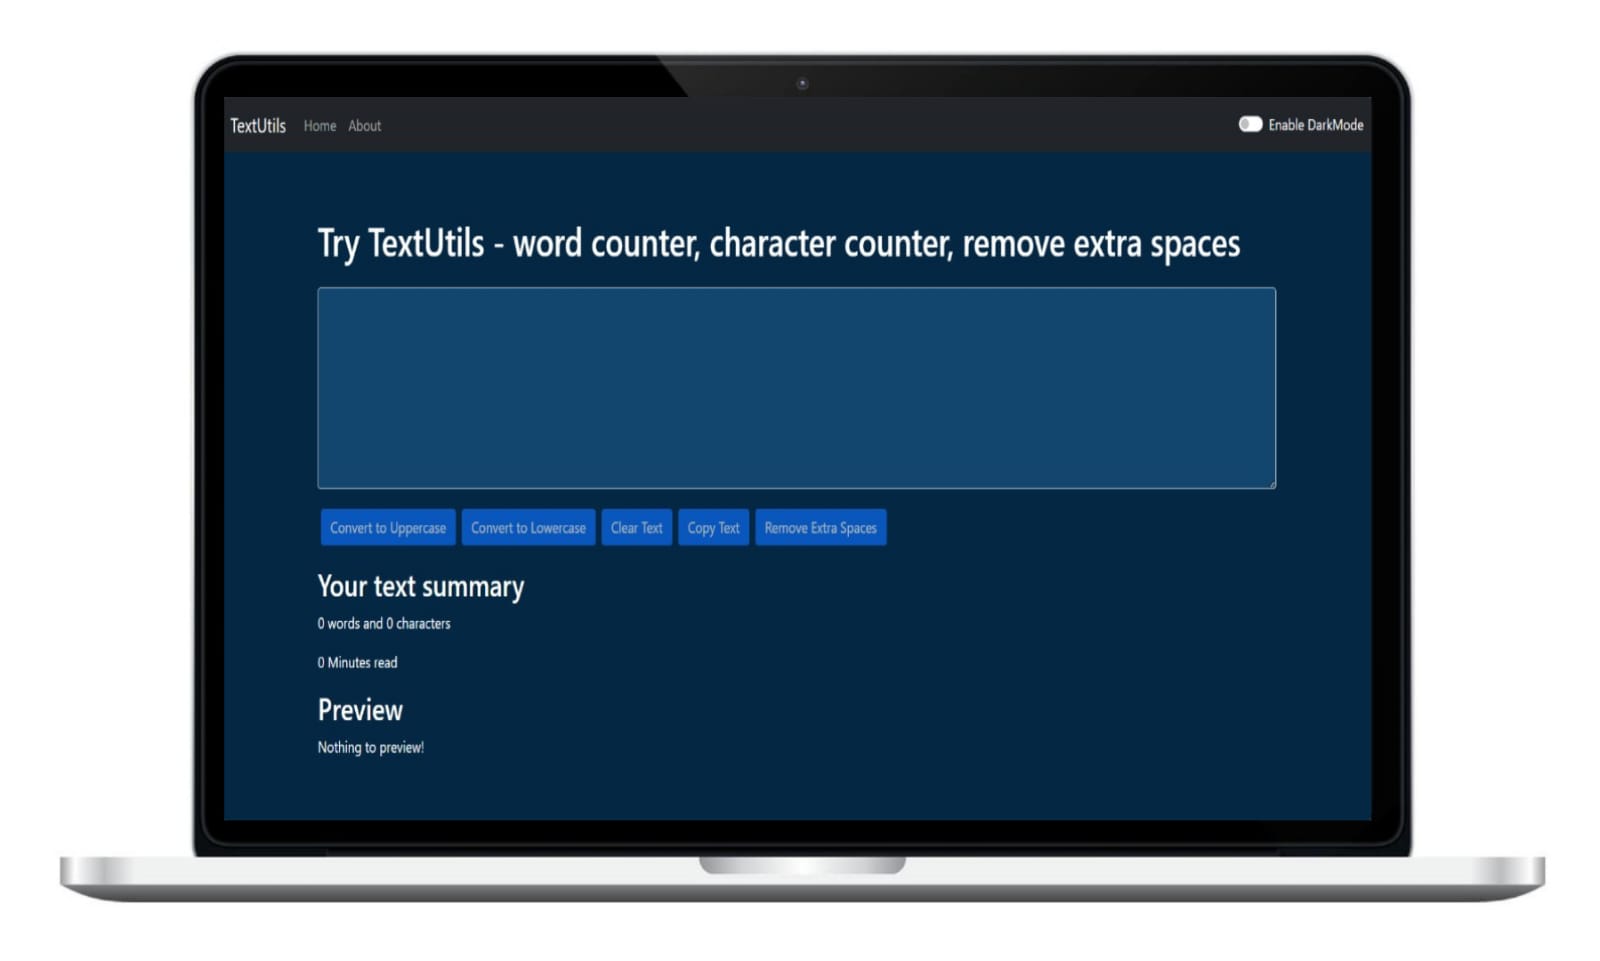 TextUtils Home About Enable DarkMode
Try TextUtils - word counter, character counter, remove extra spaces
Convert to Uppercase Convert to Lowercase Clear Text Copy Text Remove Extra Spaces
Your text summary
0 words and 0 characters
0 Minutes read
Preview
Nothing to preview!